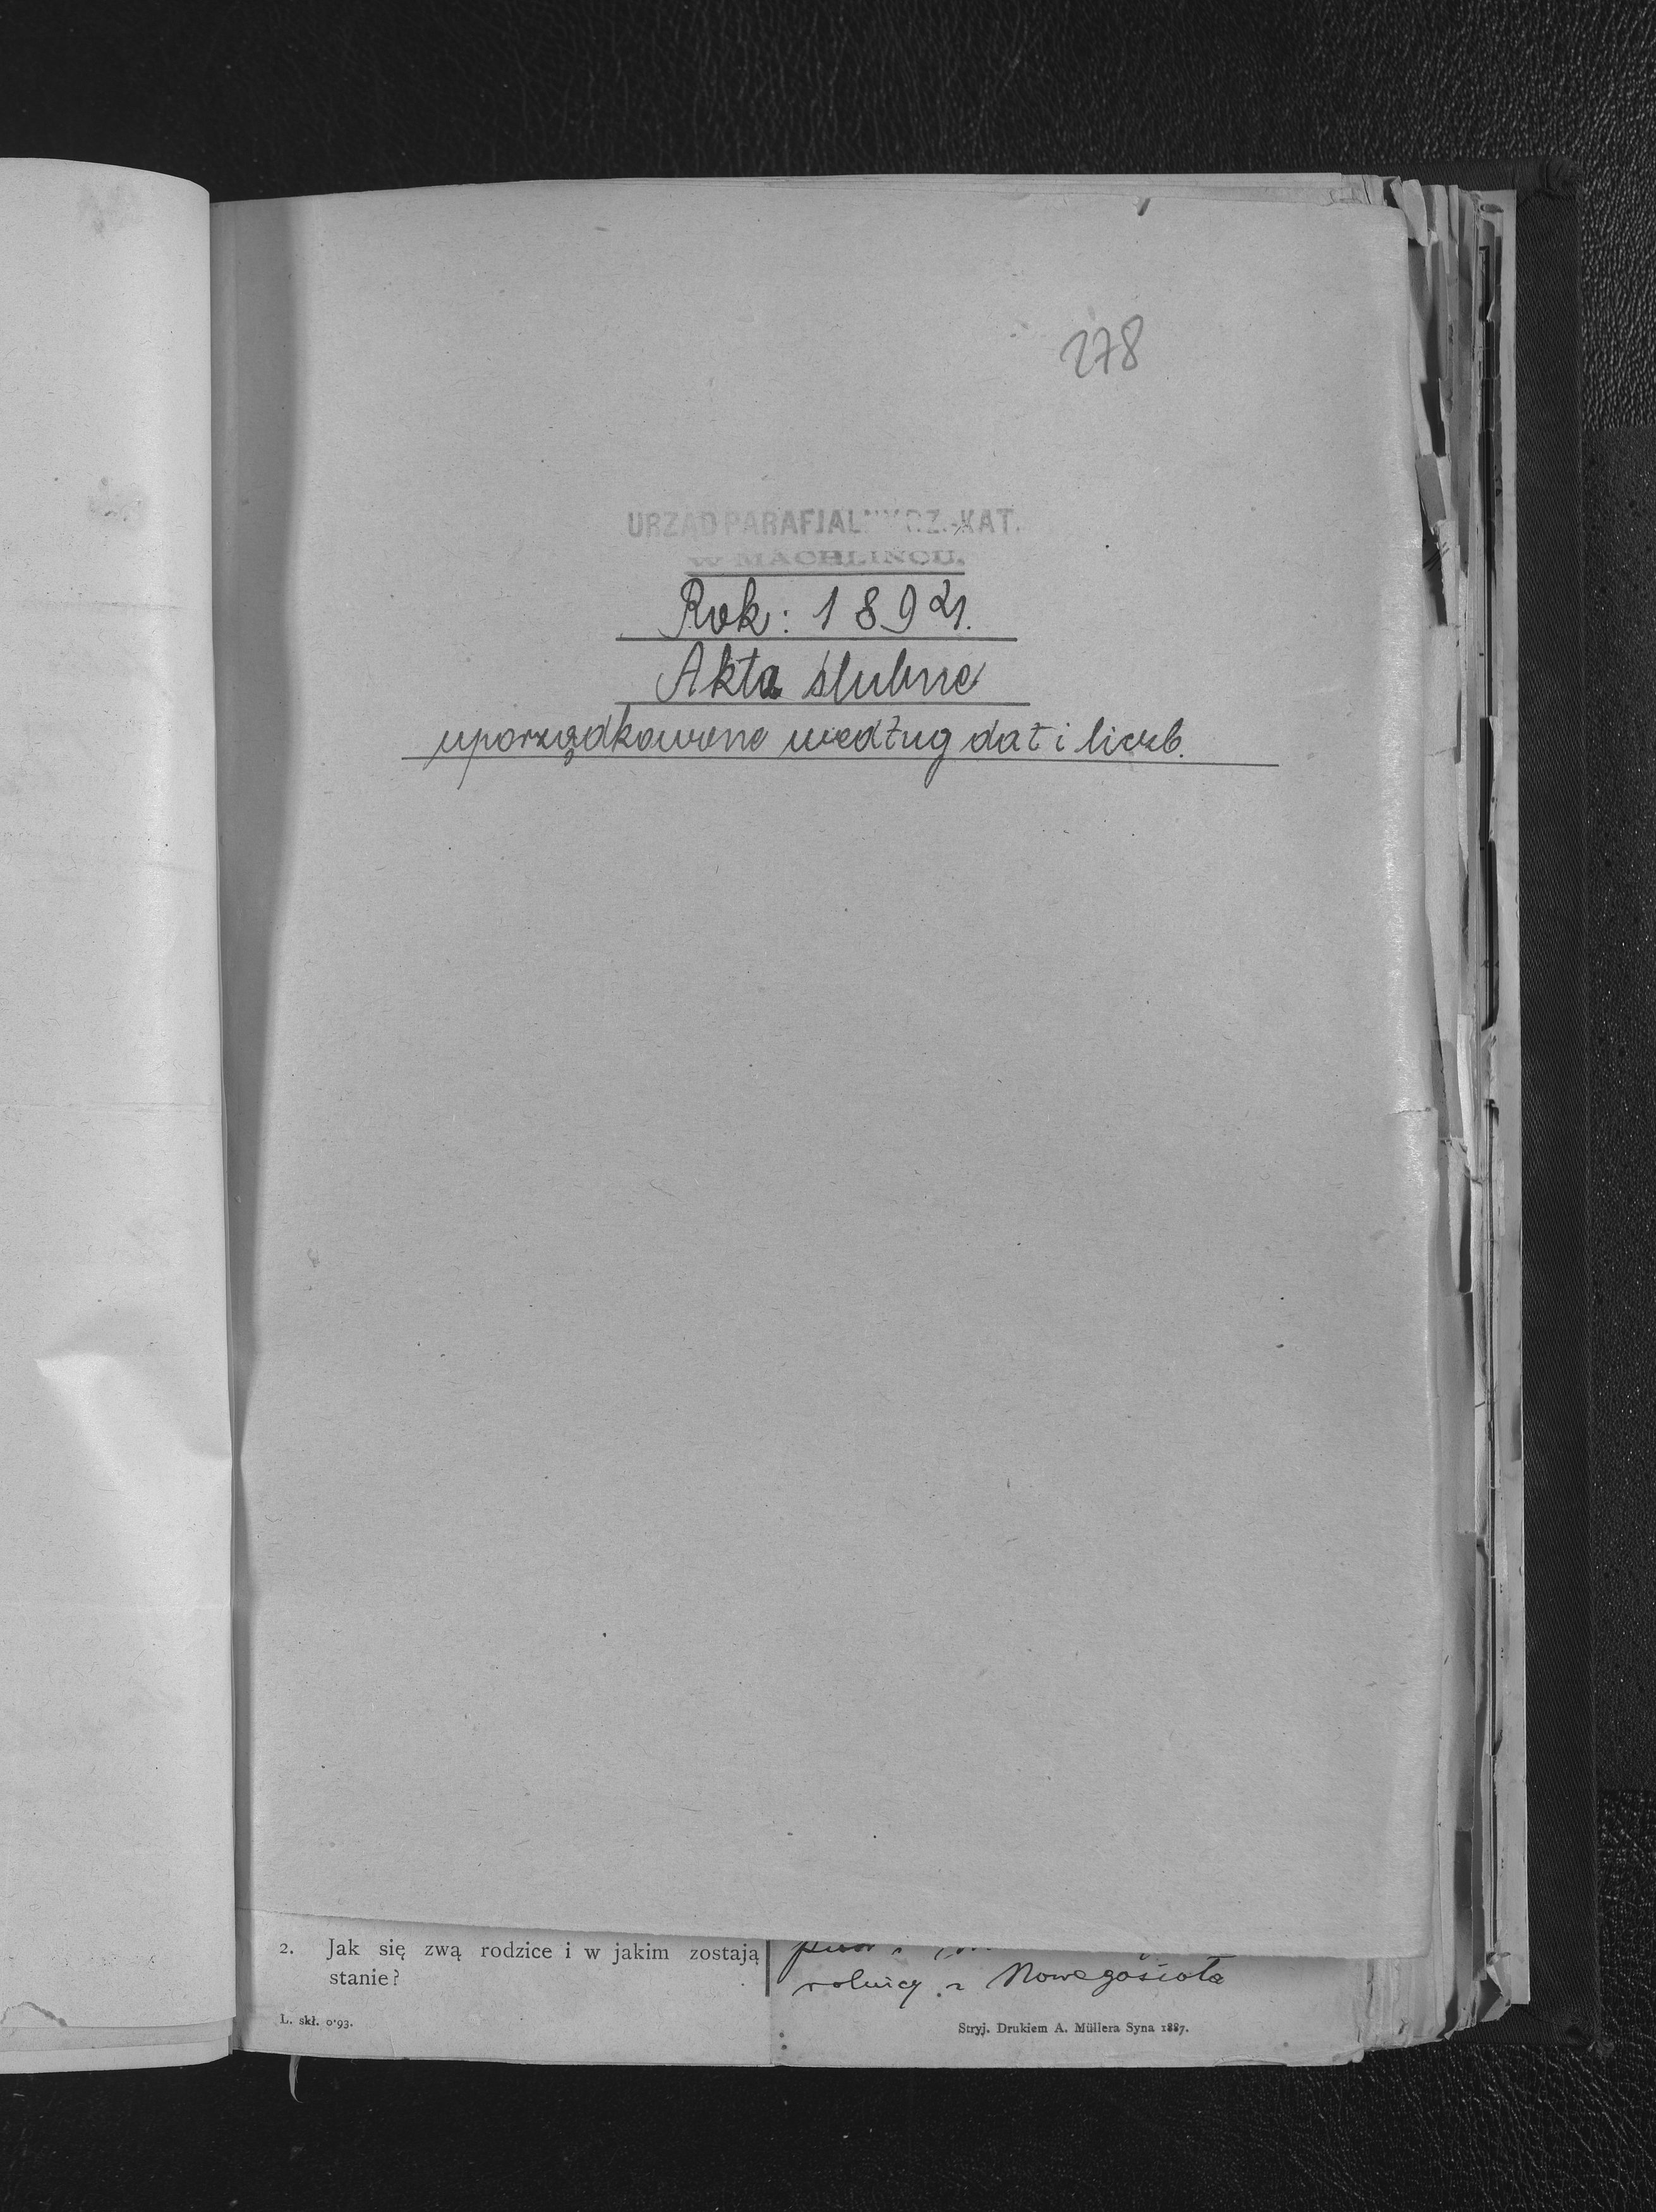 278
URZĄD PARAFJALNY RZ.-KAT.
W MACHLIŃCU.
Rok: 1892.
Akta ślubne
uporządkowane według dat i liczb.
2. Jak się zwą rodzice i w jakim zostają
stanie?
rolnicy z Nowegosioła
L. skł. 0·93.
Stryj. Drukiem A. Müllera Syna 1887.